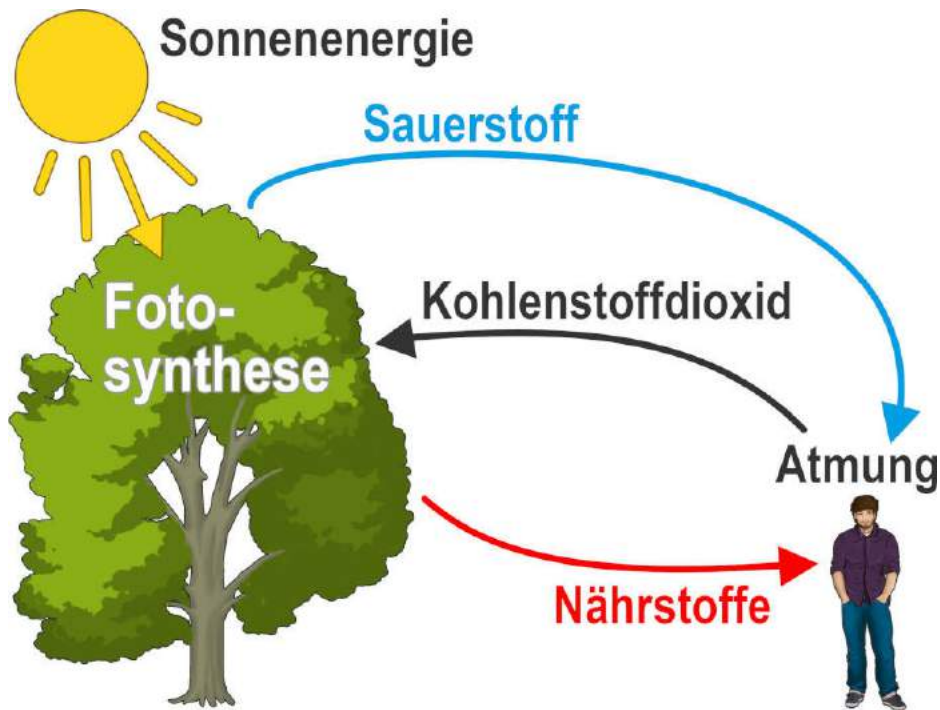 Sonnenenergie
Sauerstoff
Kohlenstoffdioxid
Foto-
synthese
Atmung
Nährstoffe